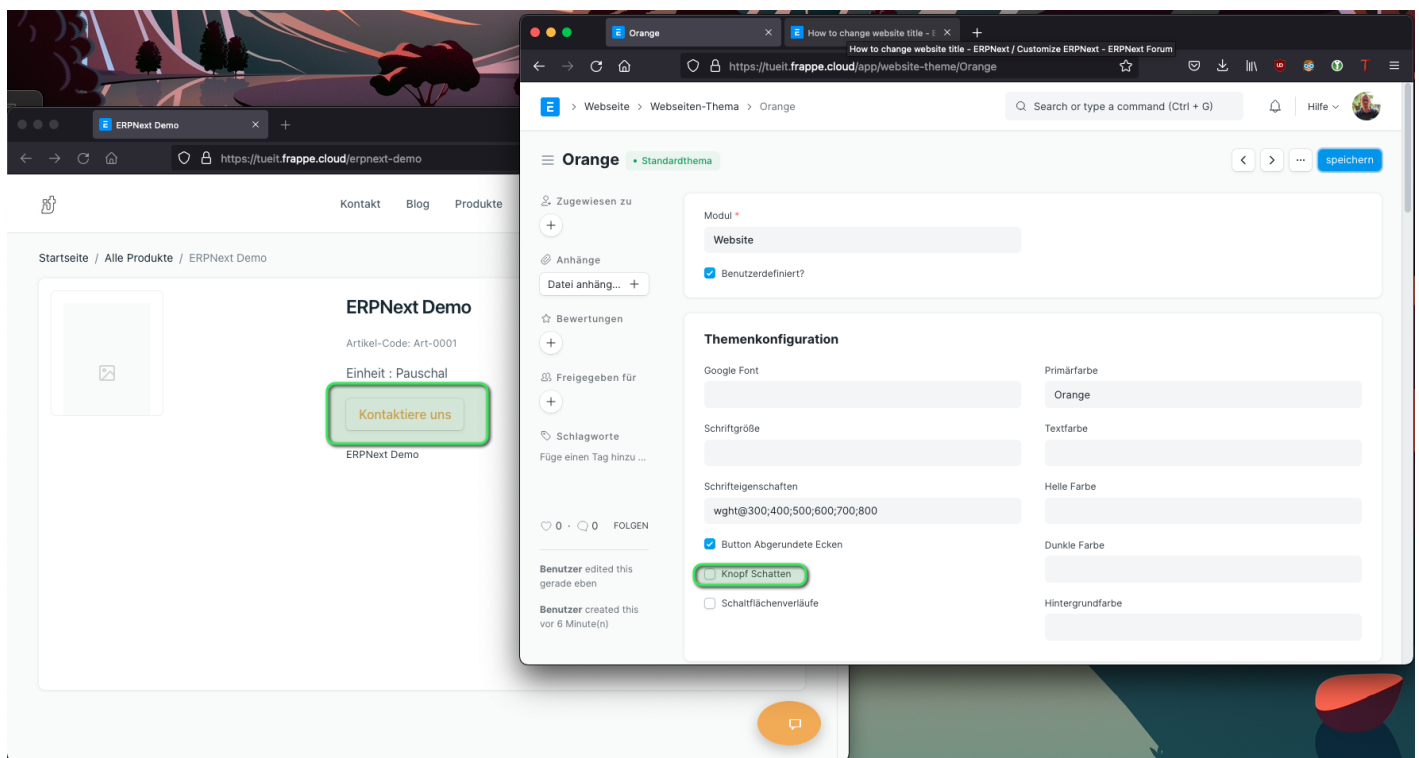 Orange
How to change website title - E
How to change website title - ERPNext / Customize ERPNext - ERPNext Forum
https://tueit.frappe.cloud/app/website-theme/Orange
E > Webseite > Webseiten-Thema > Orange
Search or type a command (Ctrl + G)
Hilfe
Orange
Standardthema
speichern
Zugewiesen zu
Anhänge
Datei anhäng...
Bewertungen
Freigegeben für
Schlagworte
Füge einen Tag hinzu ...
0 · 0 FOLGEN
Benutzer edited this
gerade eben
Benutzer created this
vor 6 Minute(n)
Modul *
Website
Benutzerdefiniert?
Themenkonfiguration
Google Font
Schriftgröße
Schrifteigenschaften
wght@300;400;500;600;700;800
Button Abgerundete Ecken
Knopf Schatten
Schaltflächenverläufe
Primärfarbe
Orange
Textfarbe
Helle Farbe
Dunkle Farbe
Hintergrundfarbe
ERPNext Demo
https://tueit.frappe.cloud/erpnext-demo
Kontakt Blog Produkte
Startseite / Alle Produkte / ERPNext Demo
ERPNext Demo
Artikel-Code: Art-0001
Einheit : Pauschal
Kontaktiere uns
ERPNext Demo